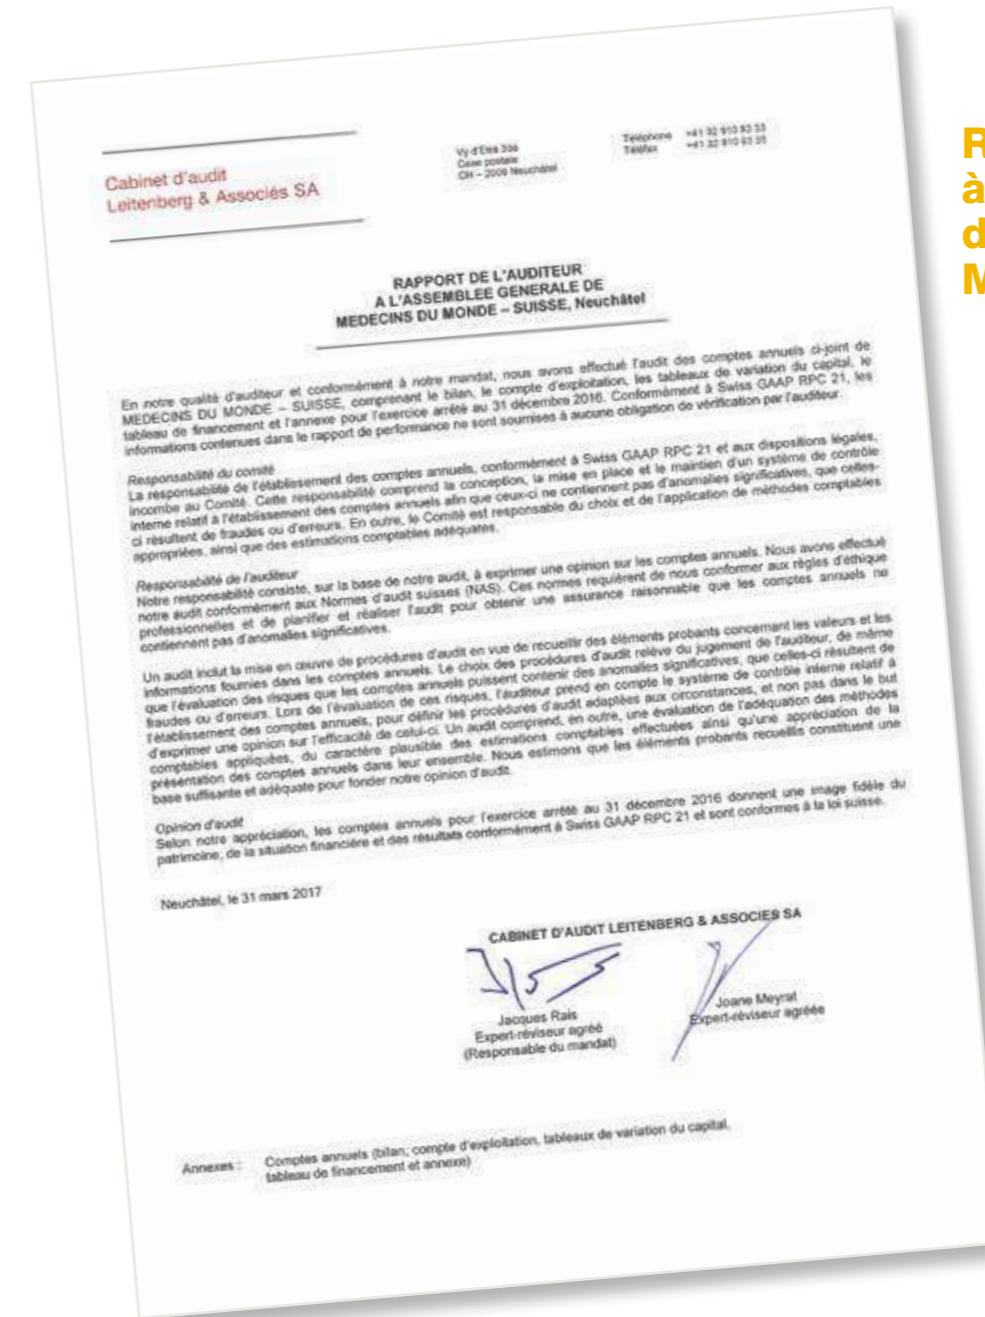 Cabinet d'audit
Leitenberg & Associés SA
Vy d'Etra
Case postale
CH – 2009 Neuchâtel
Téléphone +41 32 910
Téléfax +41 32 910
R
à
d
M
RAPPORT DE L'AUDITEUR
A L'ASSEMBLEE GENERALE DE
MEDECINS DU MONDE – SUISSE, Neuchâtel
En notre qualité d'auditeur et conformément à notre mandat, nous avons effectué l'audit des comptes annuels ci-joint de
MEDECINS DU MONDE – SUISSE, comprenant le bilan, le compte d'exploitation, les tableaux de variation du capital, le
tableau de financement et l'annexe pour l'exercice arrêté au 31 décembre 2016. Conformément à Swiss GAAP RPC 21, les
informations contenues dans le rapport de performance ne sont soumises à aucune obligation de vérification par l'auditeur.
Responsabilité du comité
La responsabilité de l'établissement des comptes annuels, conformément à Swiss GAAP RPC 21 et aux dispositions légales,
incombe au Comité. Cette responsabilité comprend la conception, la mise en place et le maintien d'un système de contrôle
interne relatif à l'établissement des comptes annuels afin que ceux-ci ne contiennent pas d'anomalies significatives, que celles-
ci résultent de fraudes ou d'erreurs. En outre, le Comité est responsable du choix et de l'application de méthodes comptables
appropriées, ainsi que des estimations comptables adéquates.
Responsabilité de l'auditeur
Notre responsabilité consiste, sur la base de notre audit, à exprimer une opinion sur les comptes annuels. Nous avons effectué
notre audit conformément aux Normes d'audit suisses (NAS). Ces normes requièrent de nous conformer aux règles d'éthique
professionnelles et de planifier et réaliser l'audit pour obtenir une assurance raisonnable que les comptes annuels ne
contiennent pas d'anomalies significatives.
Un audit inclut la mise en œuvre de procédures d'audit en vue de recueillir des éléments probants concernant les valeurs et les
informations fournies dans les comptes annuels. Le choix des procédures d'audit relève du jugement de l'auditeur, de même
que l'évaluation des risques que les comptes annuels puissent contenir des anomalies significatives, que celles-ci résultent de
fraudes ou d'erreurs. Lors de l'évaluation de ces risques, l'auditeur prend en compte le système de contrôle interne relatif à
l'établissement des comptes annuels, pour définir les procédures d'audit adaptées aux circonstances, et non pas dans le but
d'exprimer une opinion sur l'efficacité de celui-ci. Un audit comprend, en outre, une évaluation de l'adéquation des méthodes
comptables appliquées, du caractère plausible des estimations comptables effectuées ainsi qu'une appréciation de la
présentation des comptes annuels dans leur ensemble. Nous estimons que les éléments probants recueillis constituent une
base suffisante et adéquate pour fonder notre opinion d'audit.
Opinion d'audit
Selon notre appréciation, les comptes annuels pour l'exercice arrêté au 31 décembre 2016 donnent une image fidèle du
patrimoine, de la situation financière et des résultats conformément à Swiss GAAP RPC 21 et sont conformes à la loi suisse.
Neuchâtel, le 31 mars 2017
CABINET D'AUDIT LEITENBERG & ASSOCIES SA
Jacques Rais
Expert-réviseur agréé
(Responsable du mandat)
Joane Meyrat
Expert-réviseur agréée
Annexes : Comptes annuels (bilan, compte d'exploitation, tableaux de variation du capital,
tableau de financement et annexe)